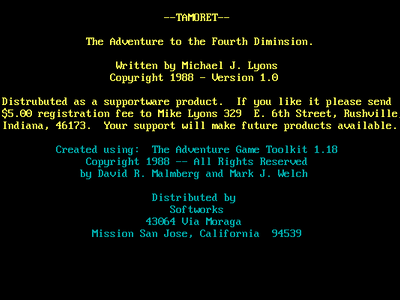 --TAMORET--
The Adventure to the Fourth Diminsion.
Written by Michael J. Lyons
Copyright 1988 - Version 1.0
Distrubuted as a supportware product.  If you like it please send
$5.00 registration fee to Mike Lyons 329  E. 6th Street, Rushville,
Indiana, 46173.  Your support will make future products available.
Created using:  The Adventure Game Toolkit 1.18
Copyright 1988 -- All Rights Reserved
by David R. Malmberg and Mark J. Welch
Distributed by
Softworks
43064 Via Moraga
Mission San Jose, California  94539